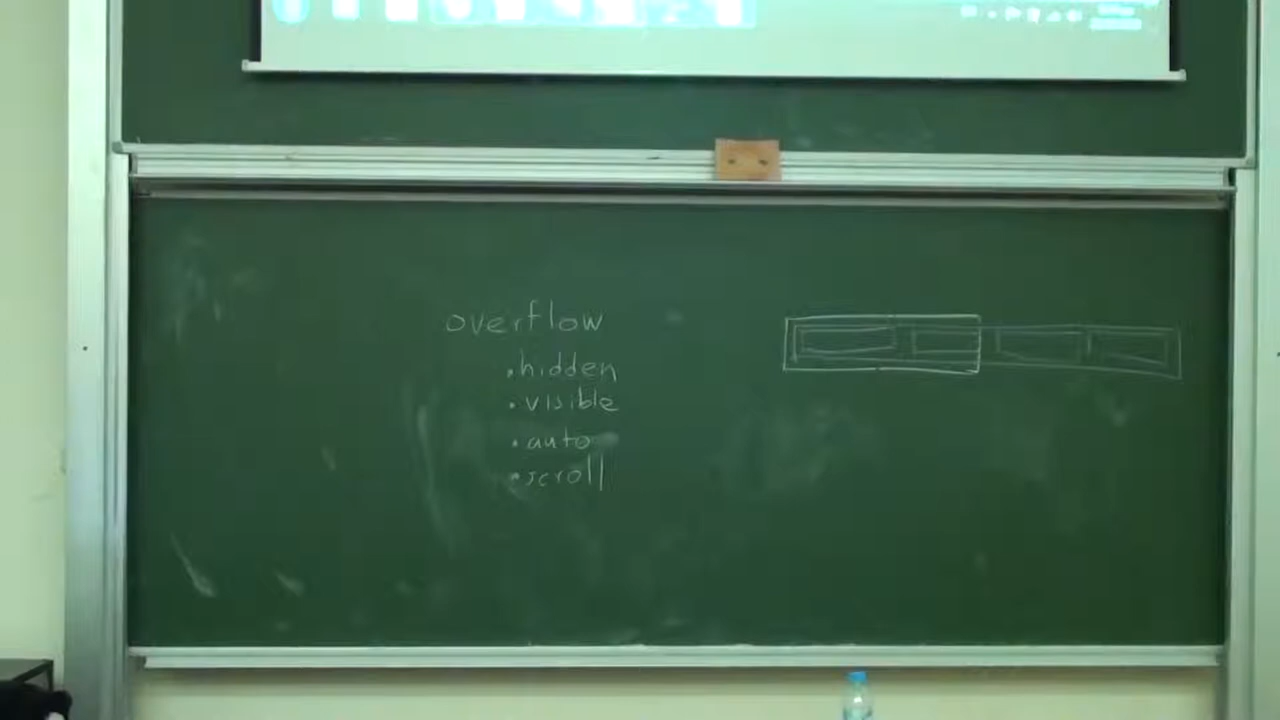 overflow
.hidden
.visible
.auto
.scroll